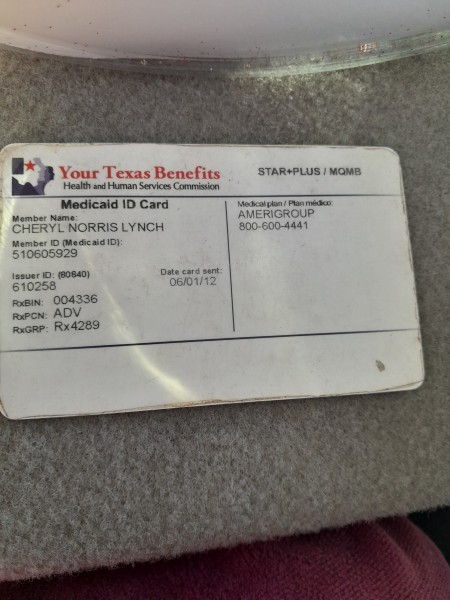 Your Texas Benefits
Health and Human Services Commission
STAR+PLUS / MQMB
Medicaid ID Card
Member Name:
CHERYL NORRIS LYNCH
Member ID (Medicaid ID):
510605929
Issuer ID: (80840)
610258
Date card sent:
06/01/12
RxBIN: 004336
RxPCN: ADV
RxGRP: Rx4289
Medical plan / Plan médico:
AMERIGROUP
800-600-4441